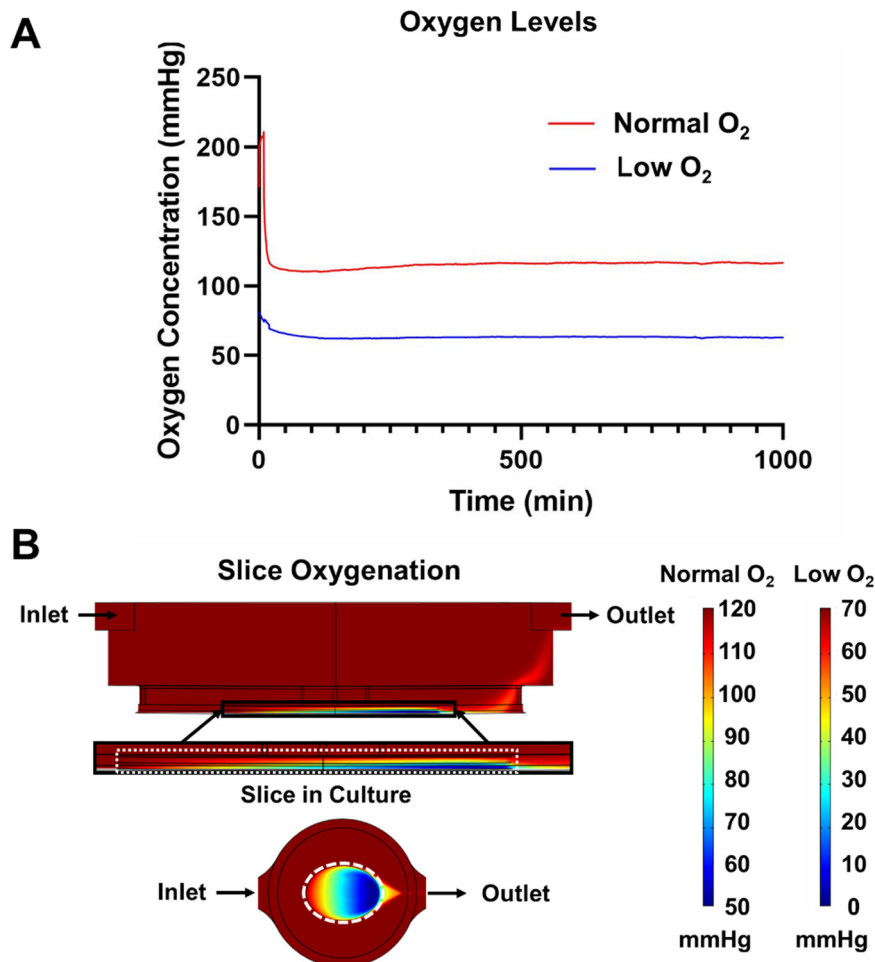 A
Oxygen Levels
Oxygen Concentration (mmHg)
250
200
150
100
50
0
Normal O₂
Low O₂
0
500
1000
Time (min)
B
Slice Oxygenation
Inlet
Outlet
Slice in Culture
Inlet
Outlet
Normal O₂
120
110
100
90
80
70
60
50
mmHg
Low O₂
70
60
50
40
30
20
10
0
mmHg